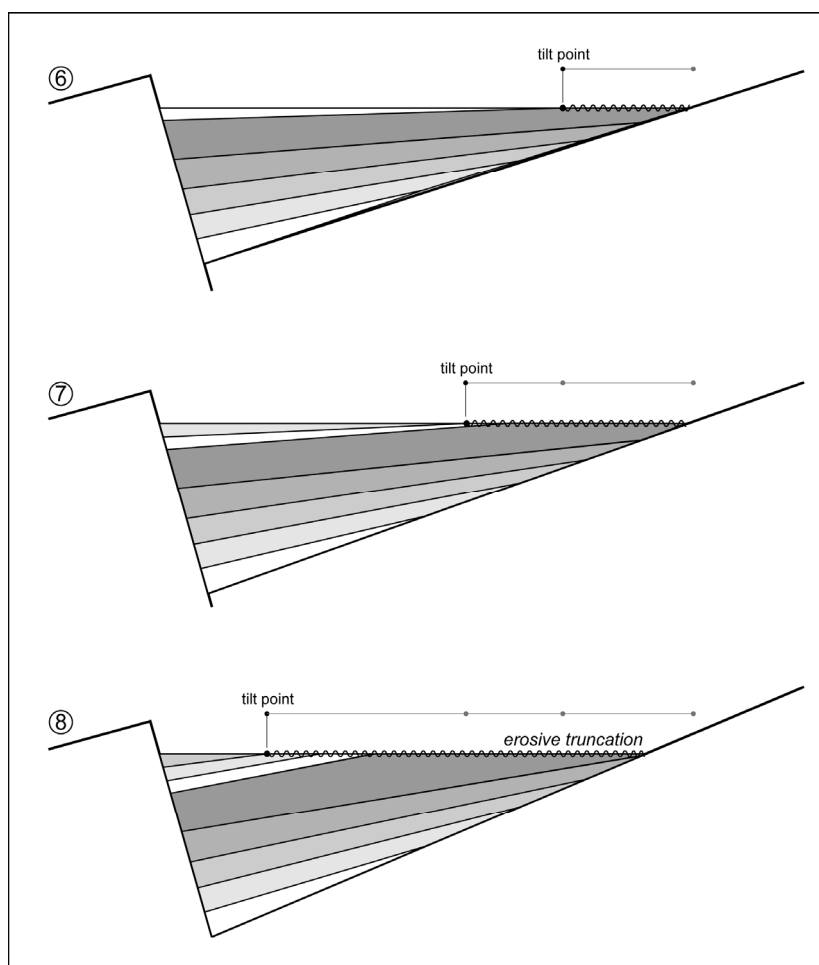 ⑥
tilt point
⑦
tilt point
⑧
tilt point
erosive truncation